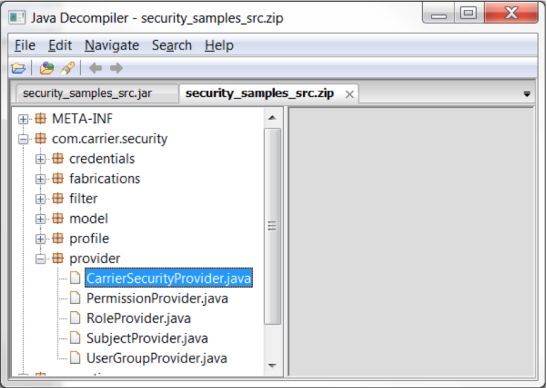 Java Decompiler - security_samples_src.zip
File Edit Navigate Search Help
security_samples_src.jar security_samples_src.zip
META-INF
com.carrier.security
credentials
fabrications
filter
model
profile
provider
CarrierSecurityProvider.java
PermissionProvider.java
RoleProvider.java
SubjectProvider.java
UserGroupProvider.java